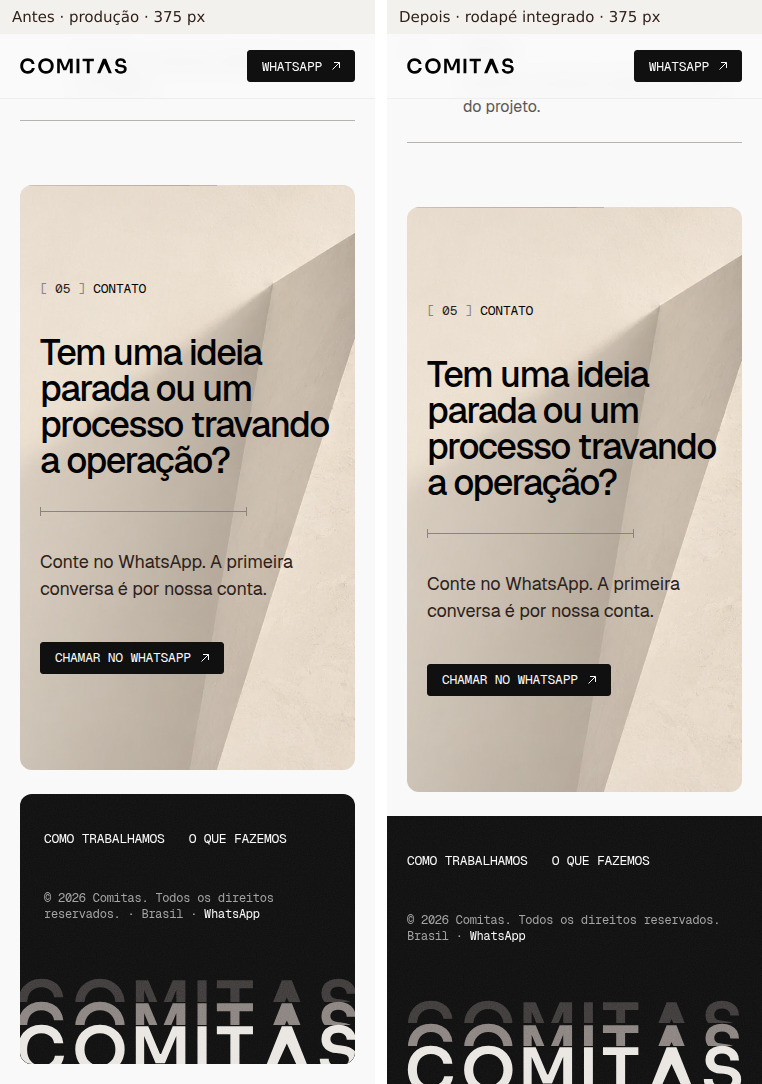 Antes · produção · 375 px
COMITAS
WHATSAPP
[ 05 ] CONTATO
Tem uma ideia
parada ou um
processo travando
a operação?
Conte no WhatsApp. A primeira
conversa é por nossa conta.
CHAMAR NO WHATSAPP
COMO TRABALHAMOS O QUE FAZEMOS
© 2026 Comitas. Todos os direitos
reservados. · Brasil · WhatsApp
COMITAS
COMITAS
COMITAS
Depois · rodapé integrado · 375 px
COMITAS
WHATSAPP
do projeto.
[ 05 ] CONTATO
Tem uma ideia
parada ou um
processo travando
a operação?
Conte no WhatsApp. A primeira
conversa é por nossa conta.
CHAMAR NO WHATSAPP
COMO TRABALHAMOS O QUE FAZEMOS
© 2026 Comitas. Todos os direitos reservados.
Brasil · WhatsApp
COMITAS
COMITAS
COMITAS